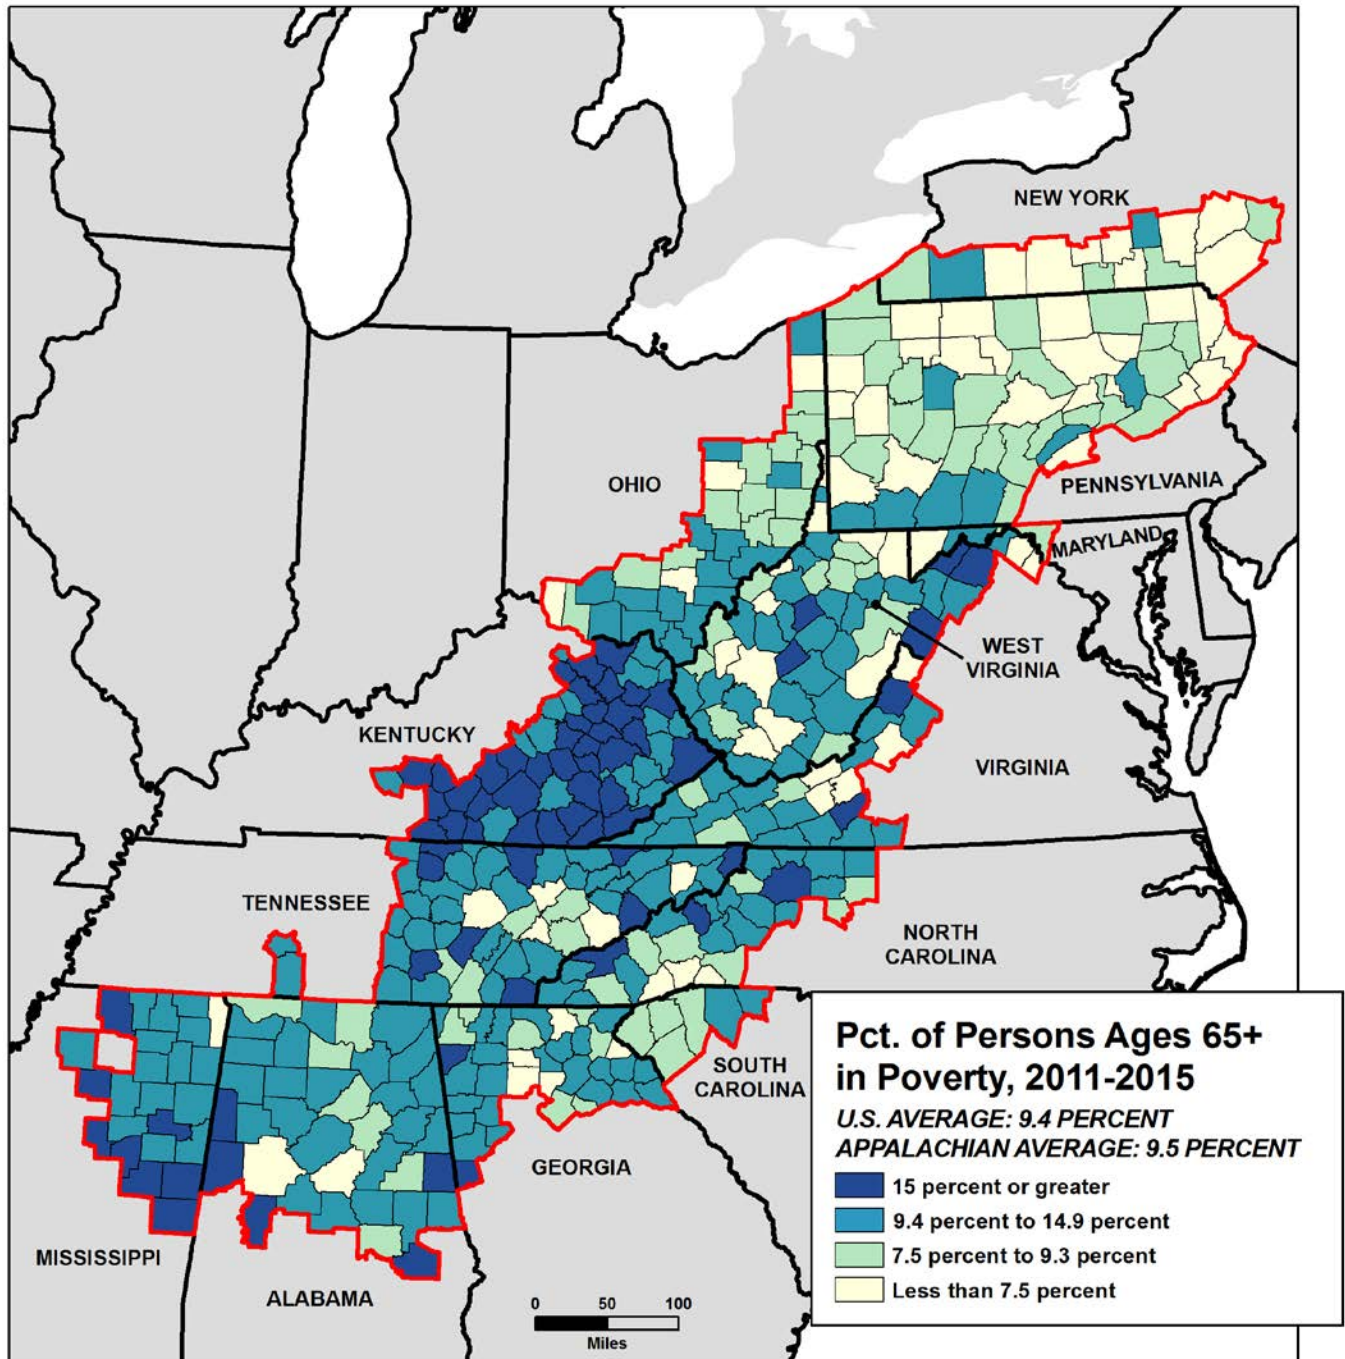 NEW YORK
PENNSYLVANIA
OHIO
MARYLAND
WEST
VIRGINIA
KENTUCKY
VIRGINIA
TENNESSEE
NORTH
CAROLINA
SOUTH
CAROLINA
GEORGIA
MISSISSIPPI
ALABAMA
0 50 100
Miles
Pct. of Persons Ages 65+
in Poverty, 2011-2015
U.S. AVERAGE: 9.4 PERCENT
APPALACHIAN AVERAGE: 9.5 PERCENT
15 percent or greater
9.4 percent to 14.9 percent
7.5 percent to 9.3 percent
Less than 7.5 percent